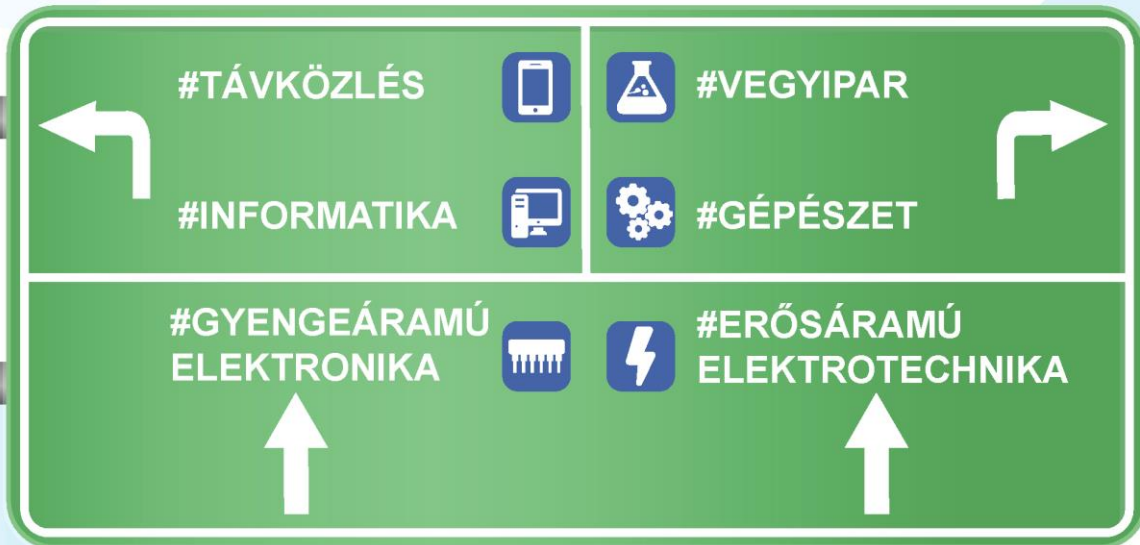 #TÁVKÖZLÉS
#INFORMATIKA
#VEGYIPAR
#GÉPÉSZET
#GYENGEÁRAMÚ
ELEKTRONIKA
#ERŐSÁRAMÚ
ELEKTROTECHNIKA